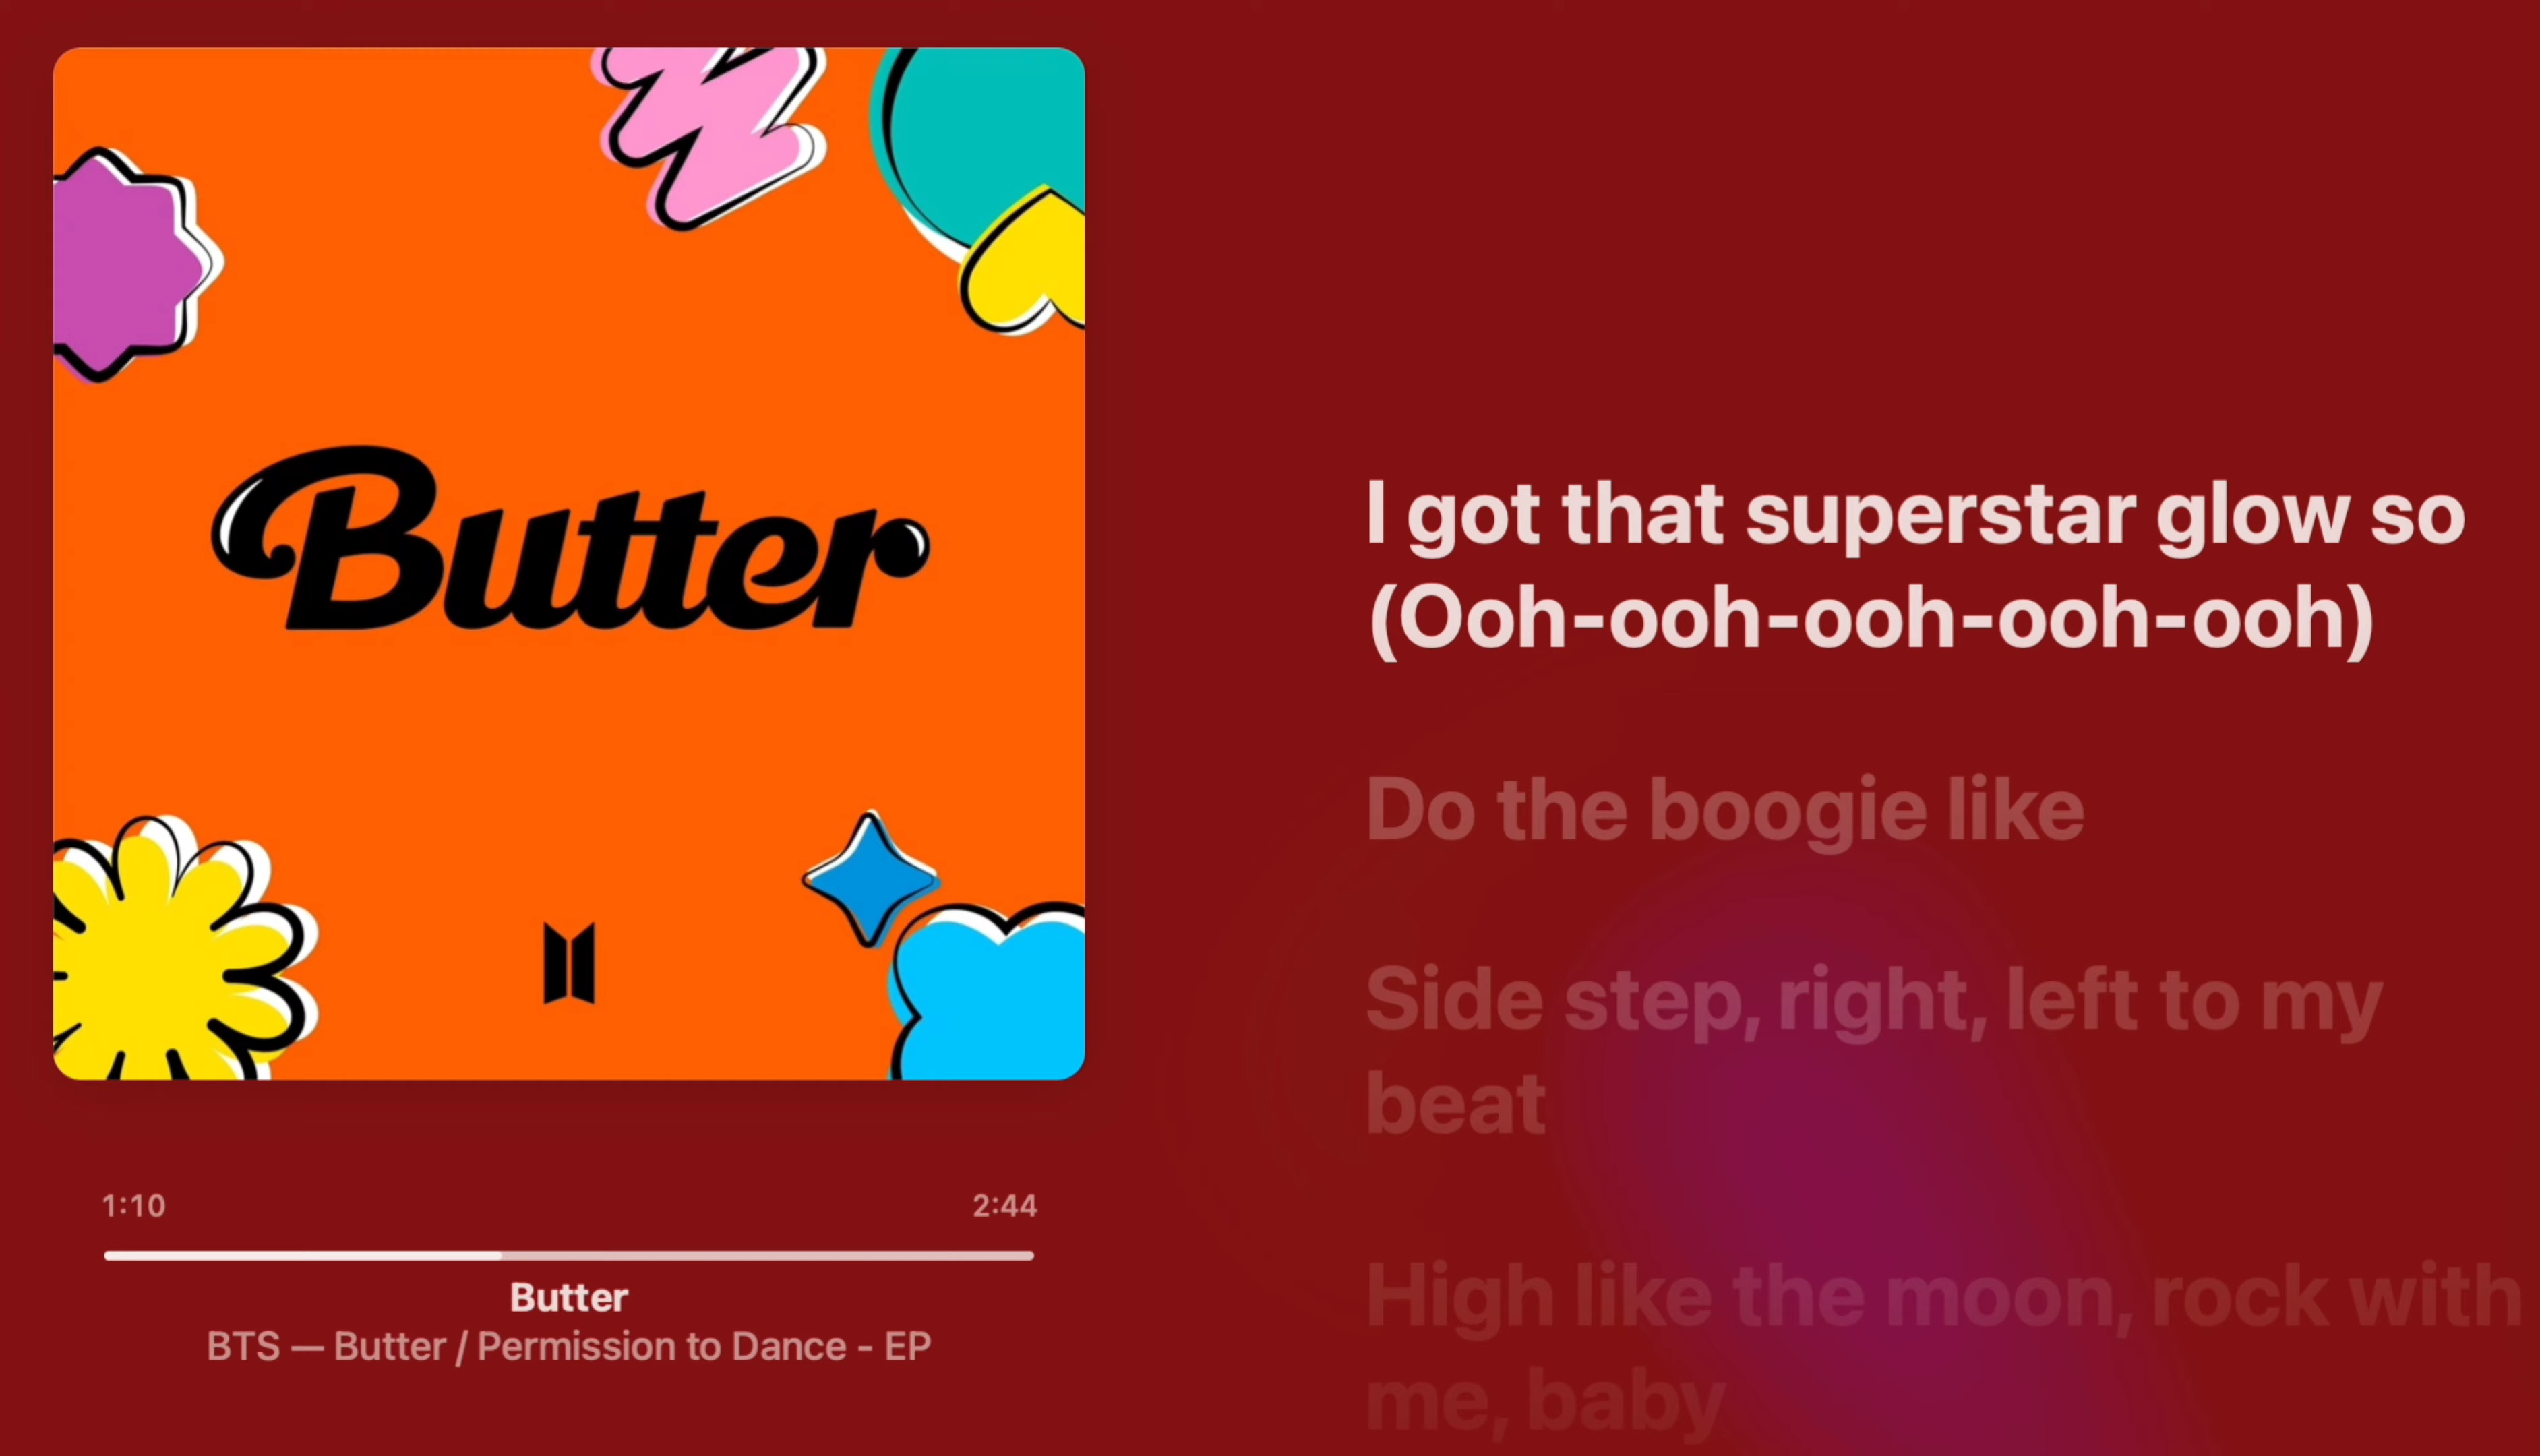 Butter
1:10
2:44
Butter
BTS — Butter / Permission to Dance - EP
I got that superstar glow so
(Ooh-ooh-ooh-ooh-ooh)
Do the boogie like
Side step, right, left to my
beat
High like the moon, rock with
me, baby